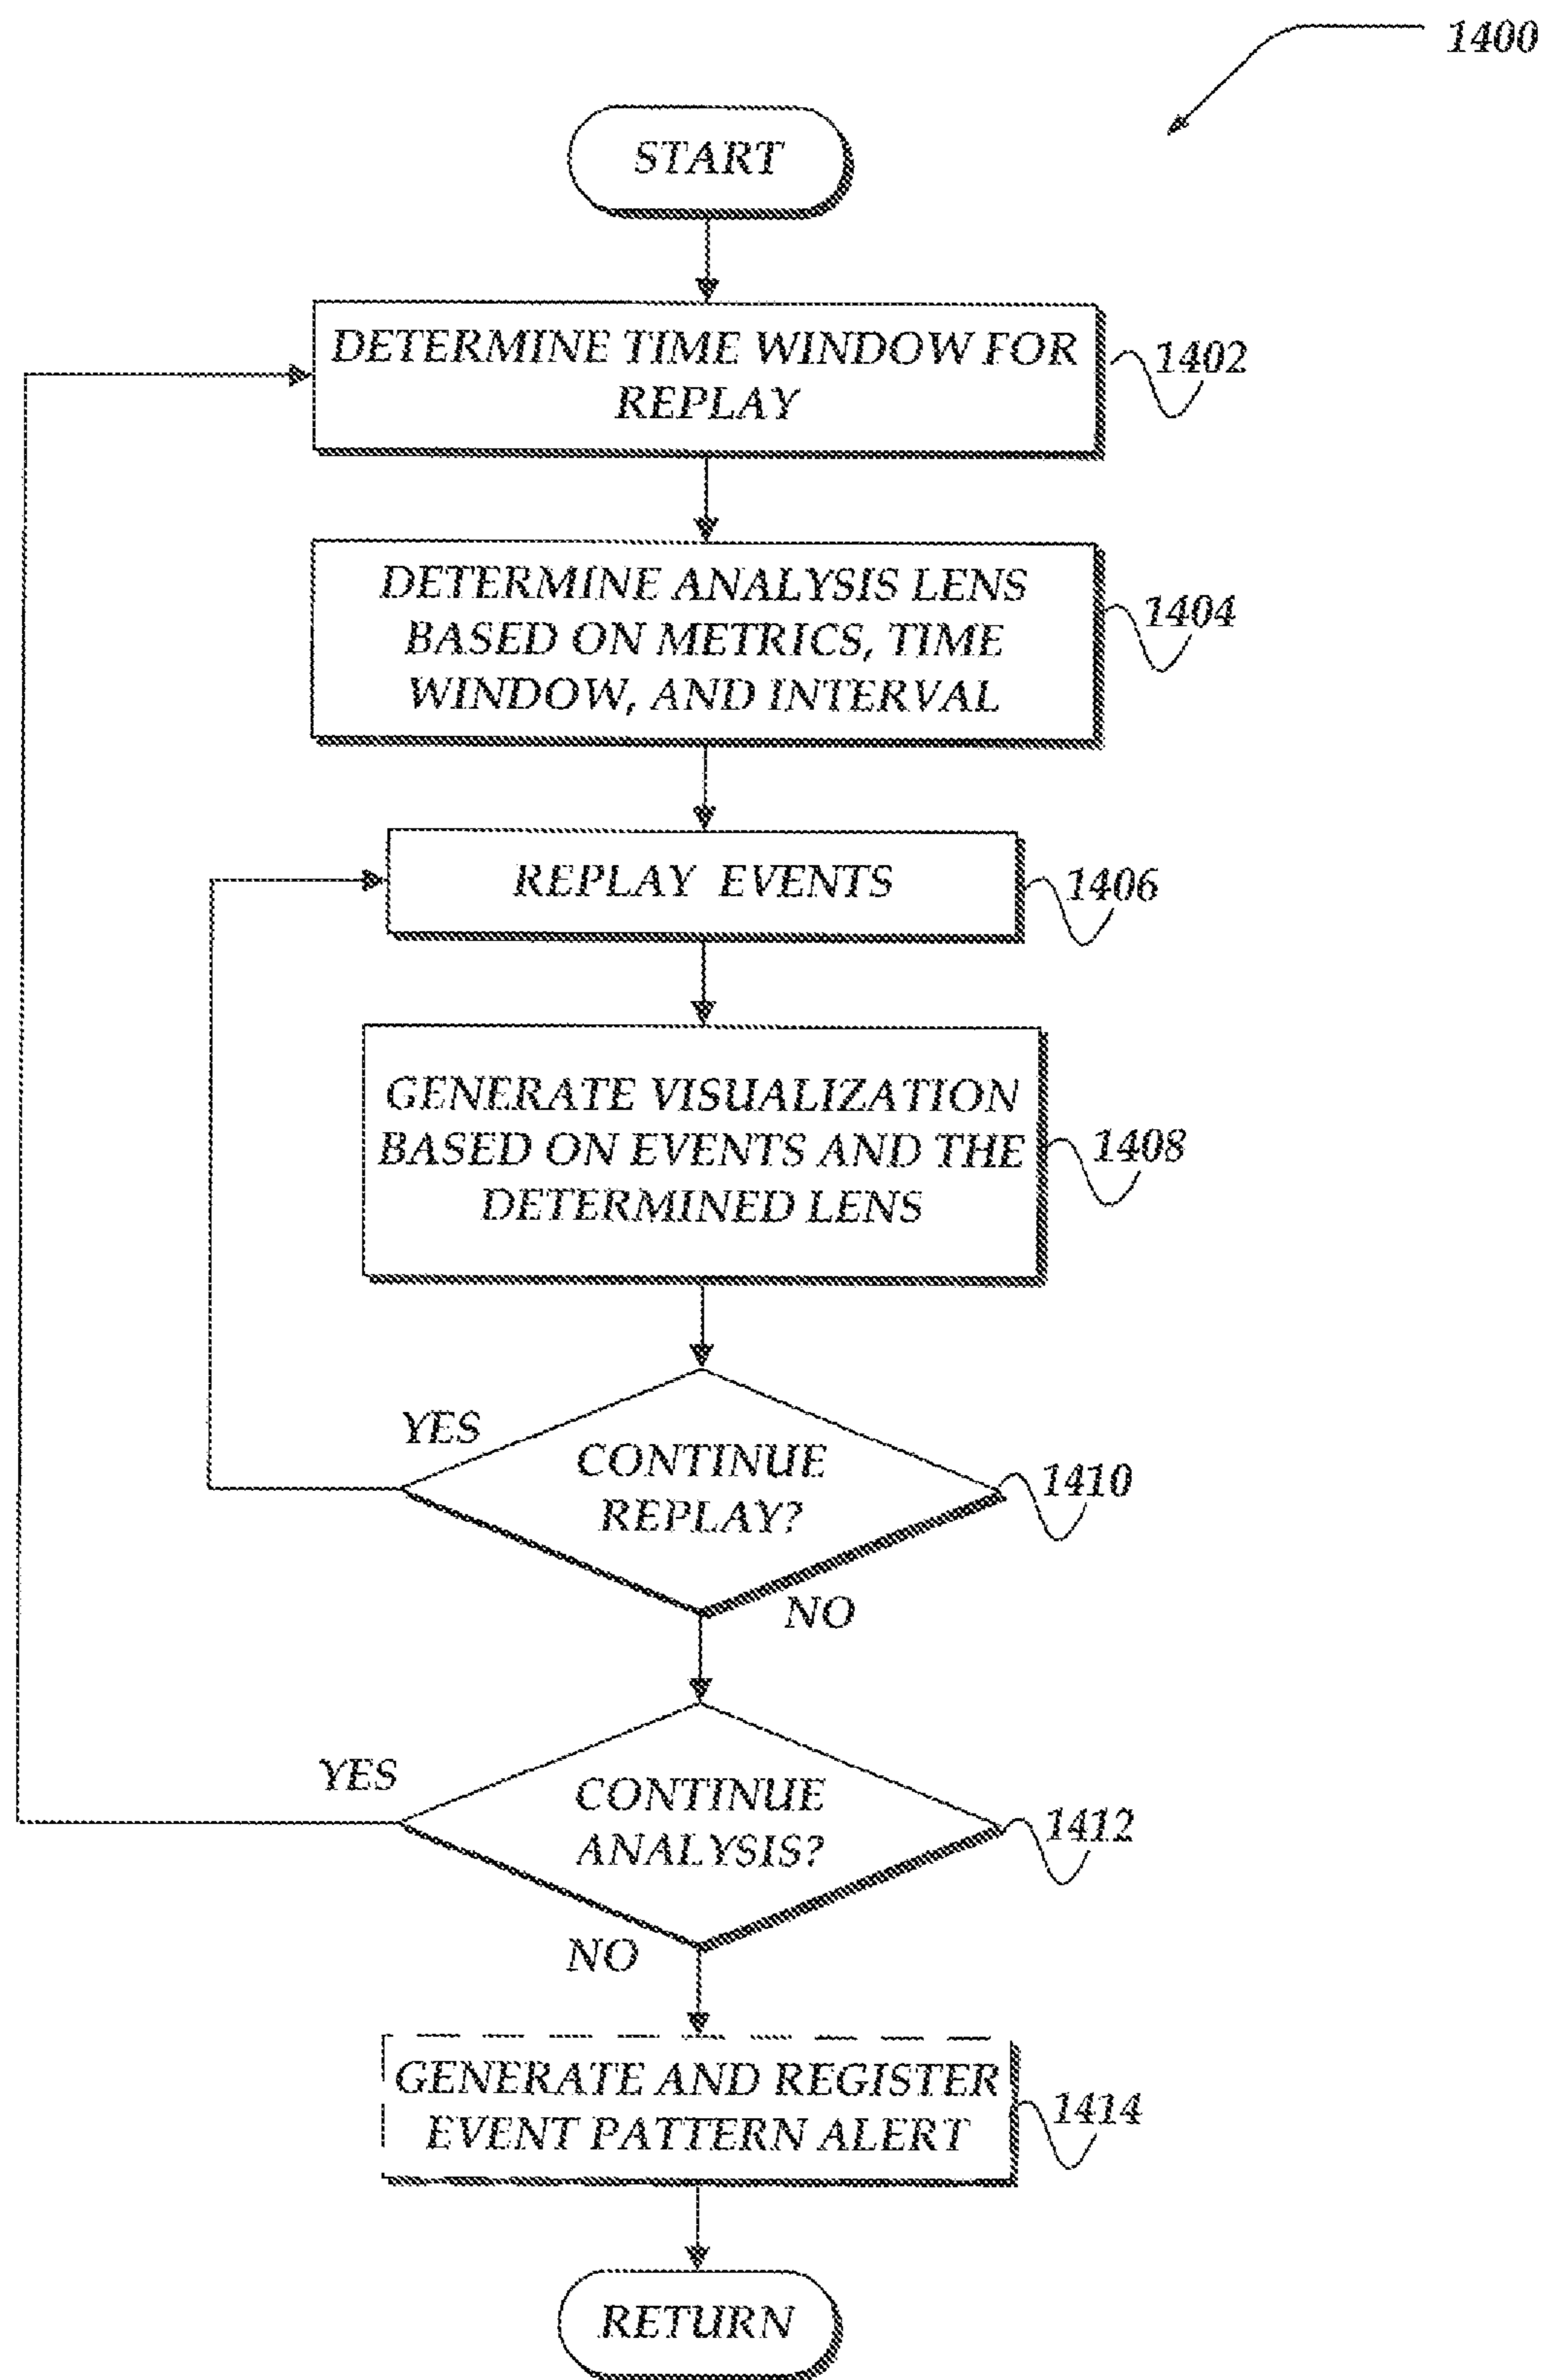 1400
START
DETERMINE TIME WINDOW FOR
REPLAY
1402
DETERMINE ANALYSIS LENS
BASED ON METRICS, TIME
WINDOW, AND INTERVAL
1404
REPLAY EVENTS
1406
GENERATE VISUALIZATION
BASED ON EVENTS AND THE
DETERMINED LENS
1408
YES
CONTINUE
REPLAY?
1410
NO
YES
CONTINUE
ANALYSIS?
1412
NO
GENERATE AND REGISTER
EVENT PATTERN ALERT
1414
RETURN